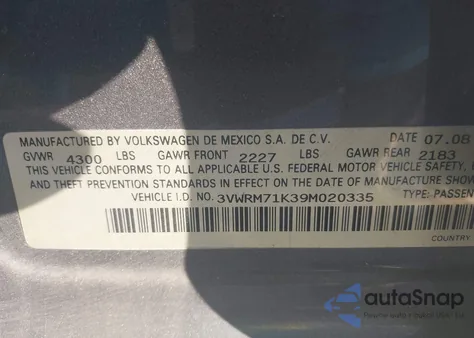 MANUFACTURED BY VOLKSWAGEN DE MEXICO S.A. DE C.V. DATE 07.08
GVWR 4300 LBS GAWR FRONT 2227 LBS GAWR REAR 2183
THIS VEHICLE CONFORMS TO ALL APPLICABLE U.S. FEDERAL MOTOR VEHICLE SAFETY,
AND THEFT PREVENTION STANDARDS IN EFFECT ON THE DATE OF MANUFACTURE SHOW
VEHICLE I.D. NO. 3VWRM71K39M020335 TYPE: PASSEN
COUNTRY
autaSnap